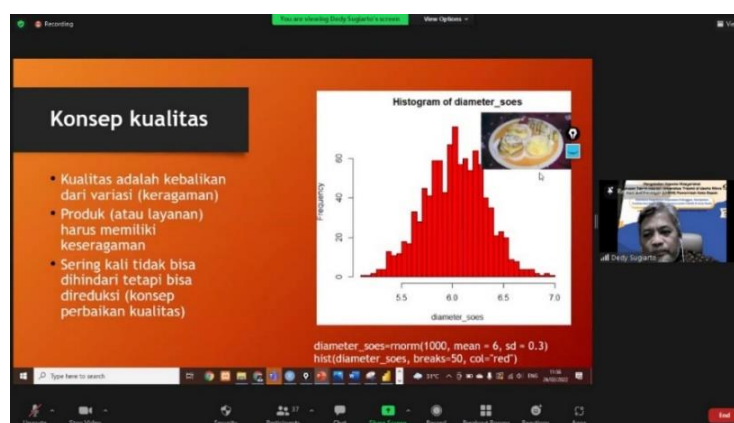 Recording
You are viewing Dedy Sugiarto's screen
View Options
Konsep kualitas
• Kualitas adalah kebalikan
dari variasi (keragaman)
• Produk (atau layanan)
harus memiliki
keseragaman
• Sering kali tidak bisa
dihindari tetapi bisa
direduksi (konsep
perbaikan kualitas)
Histogram of diameter_soes
Frequency
0
20
40
60
5.5
6.0
6.5
7.0
diameter_soes
diameter_soes=rnorm(1000, mean = 6, sd = 0.3)
hist(diameter_soes, breaks=50, col="red")
Dedy Sugiarto
Type here to search
31°C
ENG
37
End